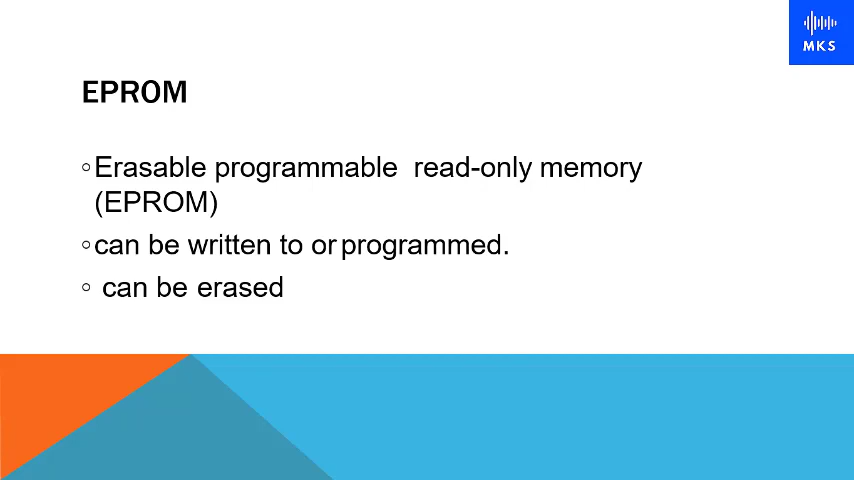 MKS
EPROM
◦Erasable programmable  read-only memory
(EPROM)
◦can be written to or programmed.
◦ can be erased